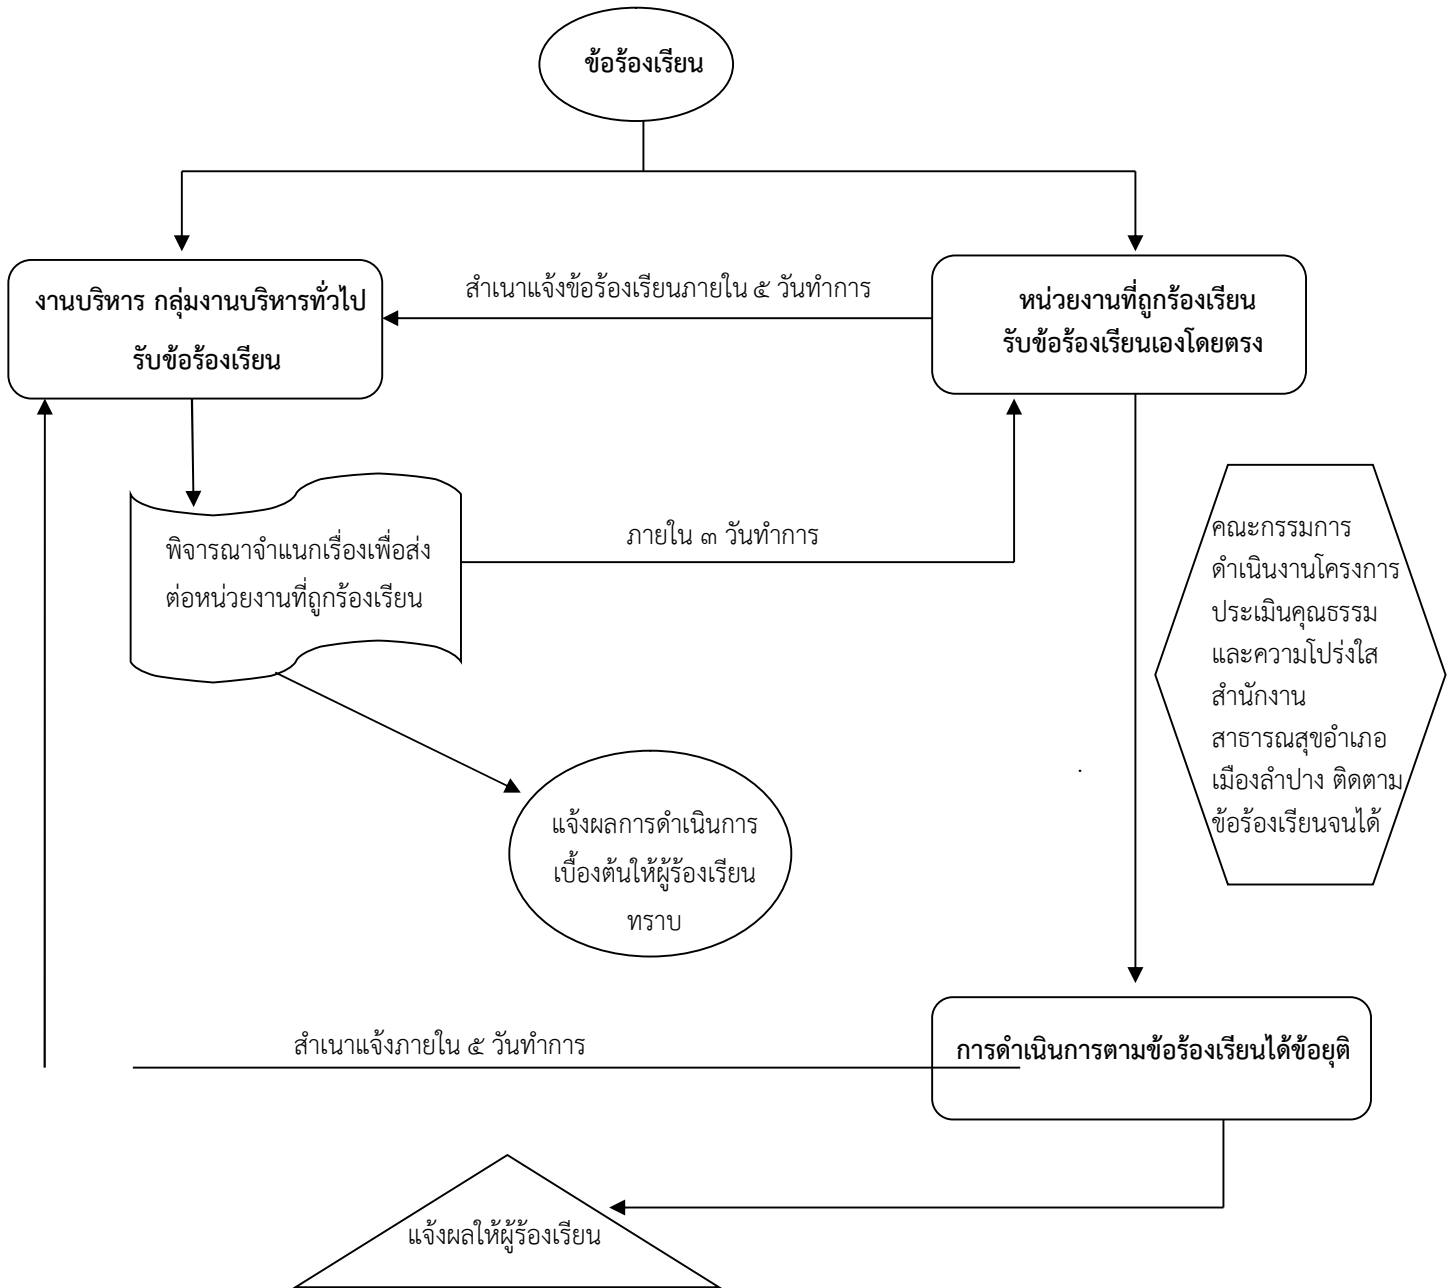 ข้อร้องเรียน
งานบริหาร กลุ่มงานบริหารทั่วไป
รับข้อร้องเรียน
สำเนาแจ้งข้อร้องเรียนภายใน ๕ วันทำการ
หน่วยงานที่ถูกร้องเรียน
รับข้อร้องเรียนเองโดยตรง
พิจารณาจำแนกเรื่องเพื่อส่ง
ต่อหน่วยงานที่ถูกร้องเรียน
ภายใน ๓ วันทำการ
คณะกรรมการ
ดำเนินงานโครงการ
ประเมินคุณธรรม
และความโปร่งใส
สำนักงาน
สาธารณสุขอำเภอ
เมืองลำปาง ติดตาม
ข้อร้องเรียนจนได้
แจ้งผลการดำเนินการ
เบื้องต้นให้ผู้ร้องเรียน
ทราบ
สำเนาแจ้งภายใน ๕ วันทำการ
การดำเนินการตามข้อร้องเรียนได้ข้อยุติ
แจ้งผลให้ผู้ร้องเรียน